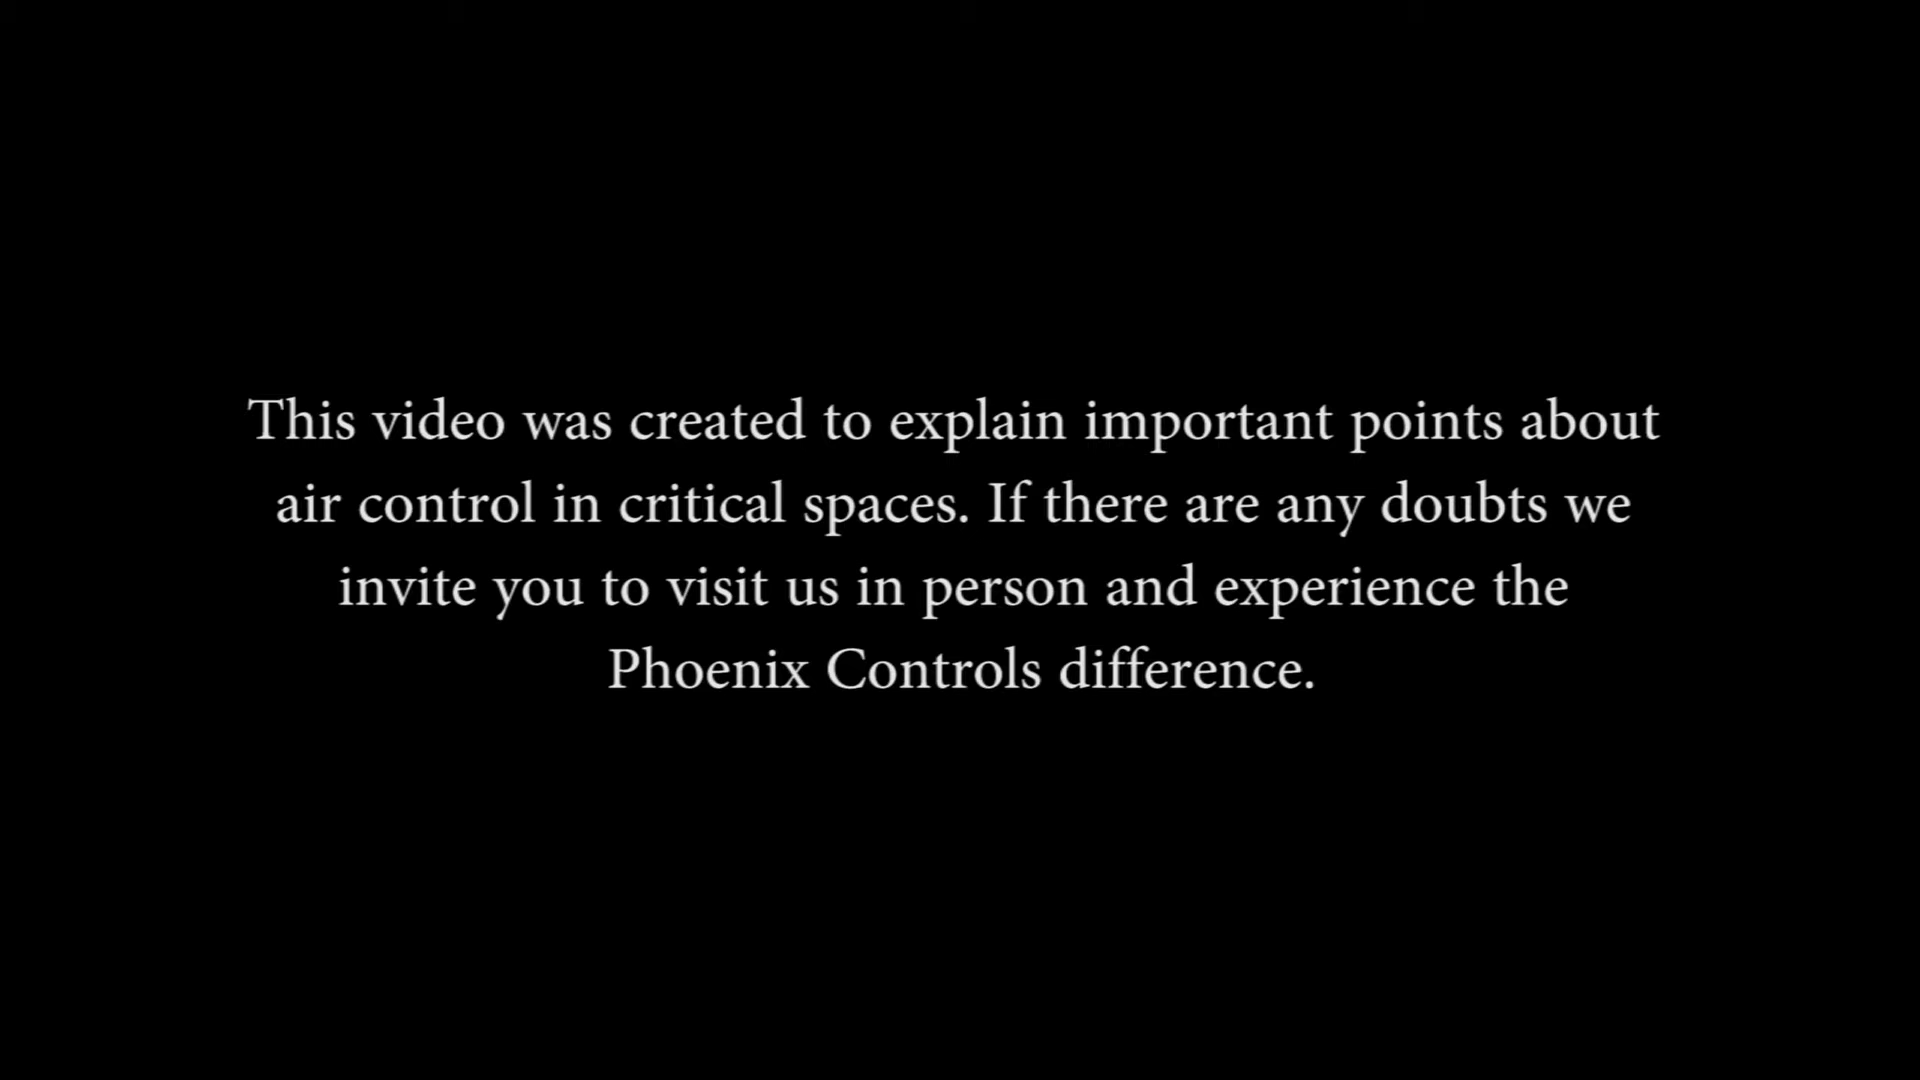 This video was created to explain important points about
air control in critical spaces. If there are any doubts we
invite you to visit us in person and experience the
Phoenix Controls difference.